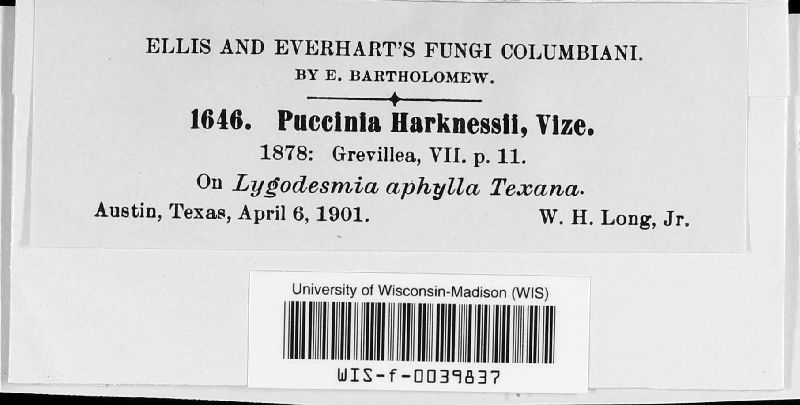 ELLIS AND EVERHART'S FUNGI COLUMBIANI.
BY E. BARTHOLOMEW.
1646. Puccinia Harknessii, Vize.
1878: Grevillea, VII. p. 11.
On Lygodesmia aphylla Texana.
Austin, Texas, April 6, 1901. W. H. Long, Jr.
University of Wisconsin-Madison (WIS)
WIS-f-0039837